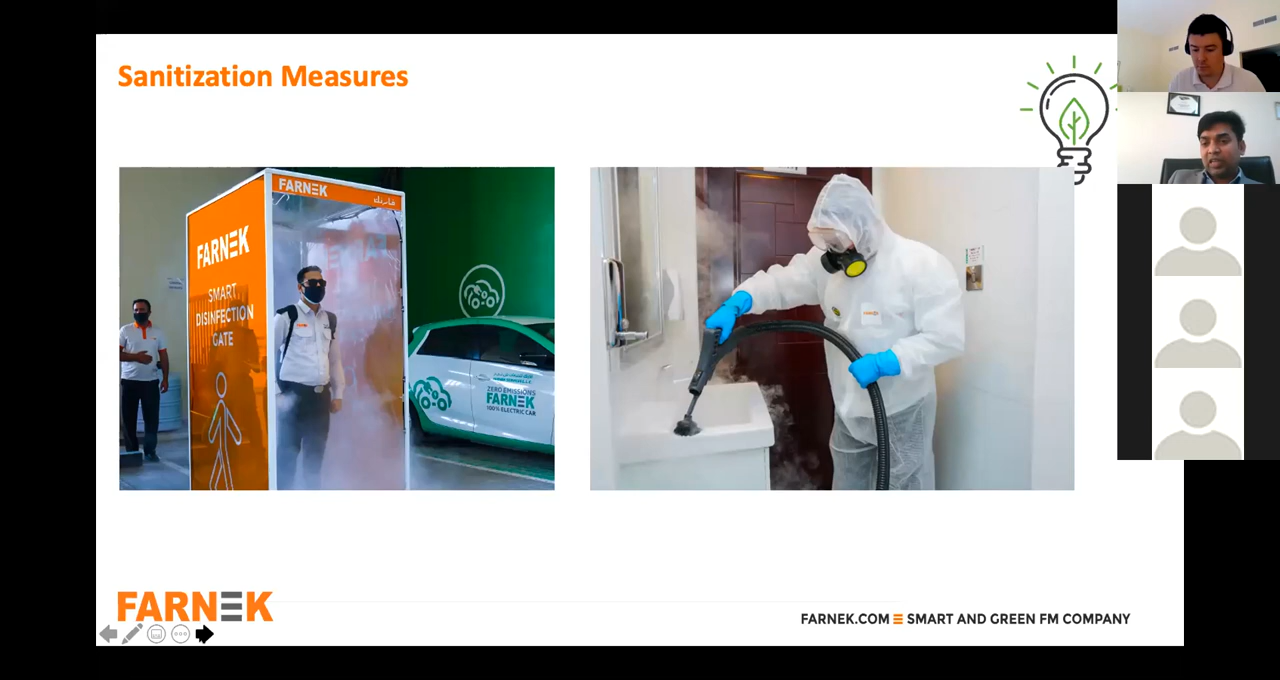 Sanitization Measures
FARNEK
فارنك
FARNEK
SMART
DISINFECTION
GATE
ZERO EMISSIONS
FARNEK
100% ELECTRIC CAR
FARNEK
FARNEK.COM SMART AND GREEN FM COMPANY